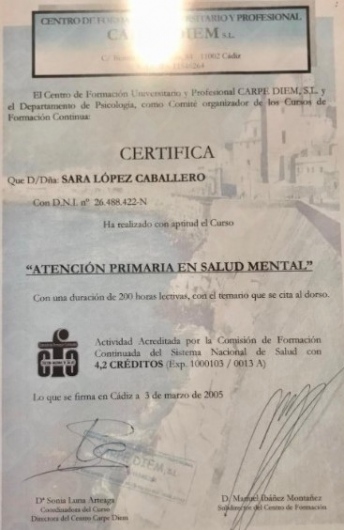 CENTRO DE FORMACIÓN UNIVERSITARIO Y PROFESIONAL
CARPE DIEM S.L.
11002 Cádiz
El Centro de Formación Universitario y Profesional CARPE DIEM, S.L. y
el Departamento de Psicología, como Comité organizador de los Cursos de
Formación Continua:
CERTIFICA
Que D/Dña: SARA LÓPEZ CABALLERO
Con D.N.I. nº 26.488.422-N
Ha realizado con aptitud el Curso
"ATENCIÓN PRIMARIA EN SALUD MENTAL"
Con una duración de 200 horas lectivas, con el temario que se cita al dorso.
Actividad Acreditada por la Comisión de Formación
Continuada del Sistema Nacional de Salud con
4,2 CRÉDITOS (Exp. 1000103 / 0013 A)
Lo que se firma en Cádiz a 3 de marzo de 2005
DIEM, S.L.
Dª Sonia Luna Arteaga
Coordinadora del Curso
Directora del Centro Carpe Diem
D. Manuel Ibáñez Montañez
Subdirector del Centro de Formación